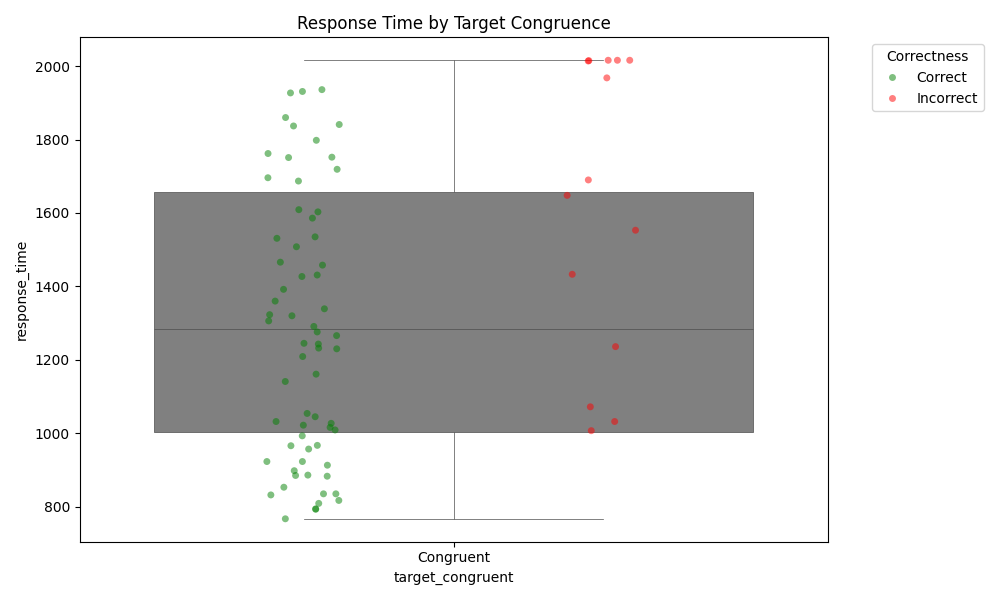 Response Time by Target Congruence
Correctness
Correct
Incorrect
response_time
2000
1800
1600
1400
1200
1000
800
Congruent
target_congruent